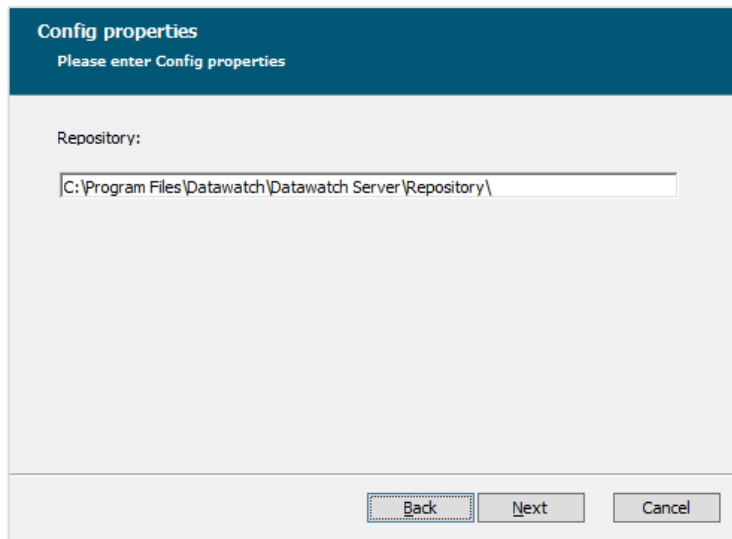 Config properties
Please enter Config properties
Repository:
C:\Program Files\Datawatch\Datawatch Server\Repository\
Back Next Cancel